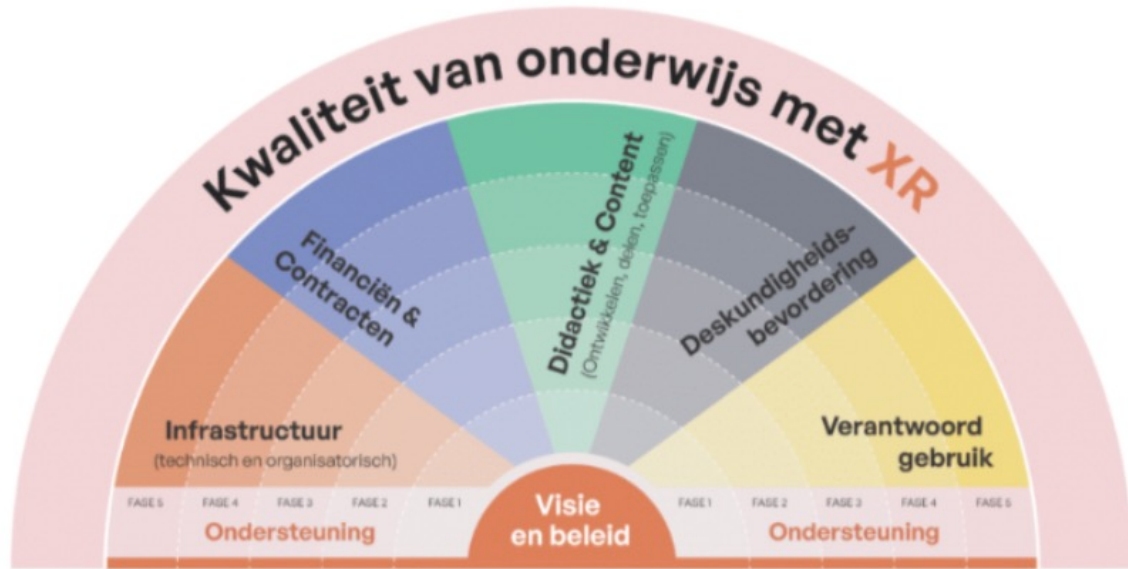 Kwaliteit van onderwijs met XR
Financiën &
Contracten
Didactiek & Content
(Ontwikkelen, delen, toepassen)
Deskundigheids-
bevordering
Infrastructuur
(technisch en organisatorisch)
Verantwoord
gebruik
FASE 5 FASE 4 FASE 3 FASE 2 FASE 1
Ondersteuning
Visie
en beleid
FASE 1 FASE 2 FASE 3 FASE 4 FASE 5
Ondersteuning